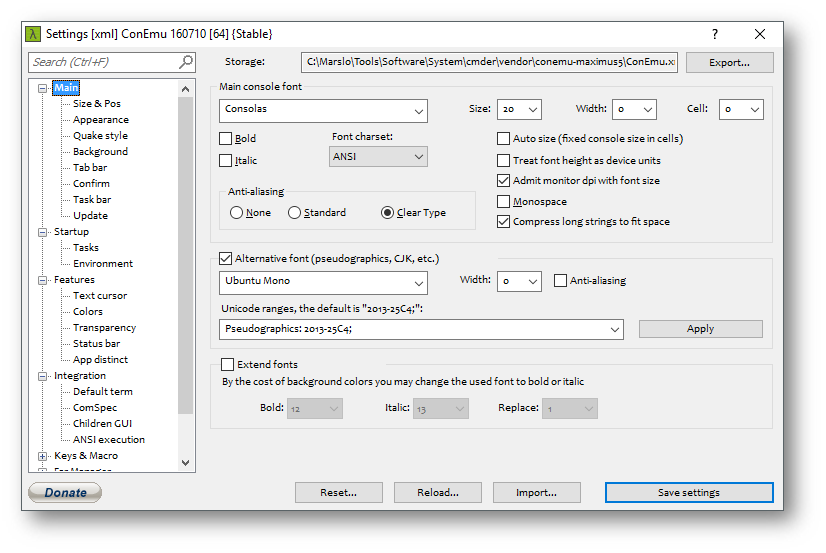 Settings [xml] ConEmu 160710 [64] {Stable}
?
Search (Ctrl+F)
Storage:
C:\Marslo\Tools\Software\System\cmder\vendor\conemu-maximus5\ConEmu.x
Export...
Main
Size & Pos
Appearance
Quake style
Background
Tab bar
Confirm
Task bar
Update
Startup
Tasks
Environment
Features
Text cursor
Colors
Transparency
Status bar
App distinct
Integration
Default term
ComSpec
Children GUI
ANSI execution
Keys & Macro
Far Manager
Main console font
Consolas
Size: 20
Width: 0
Cell: 0
Bold
Italic
Font charset:
ANSI
Auto size (fixed console size in cells)
Treat font height as device units
Admit monitor dpi with font size
Monospace
Compress long strings to fit space
Anti-aliasing
None
Standard
Clear Type
Alternative font (pseudographics, CJK, etc.)
Ubuntu Mono
Width: 0
Anti-aliasing
Unicode ranges, the default is "2013-25C4;":
Pseudographics: 2013-25C4;
Apply
Extend fonts
By the cost of background colors you may change the used font to bold or italic
Bold: 12
Italic: 13
Replace: 1
Donate
Reset...
Reload...
Import...
Save settings